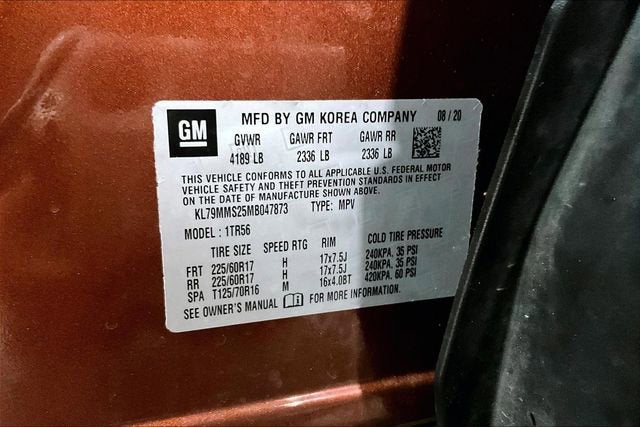 GM
MFD BY GM KOREA COMPANY 08 / 20
GVWR GAWR FRT GAWR RR
4189 LB 2336 LB 2336 LB
THIS VEHICLE CONFORMS TO ALL APPLICABLE U.S. FEDERAL MOTOR
VEHICLE SAFETY AND THEFT PREVENTION STANDARDS IN EFFECT
ON THE DATE OF MANUFACTURE SHOWN ABOVE.
KL79MMS25MB047873 TYPE: MPV
MODEL : 1TR56
TIRE SIZE SPEED RTG RIM COLD TIRE PRESSURE
FRT 225/60R17 H 17x7.5J 240KPA, 35 PSI
RR 225/60R17 H 17x7.5J 240KPA, 35 PSI
SPA T125/70R16 M 16x4.0BT 420KPA, 60 PSI
SEE OWNER'S MANUAL FOR MORE INFORMATION.